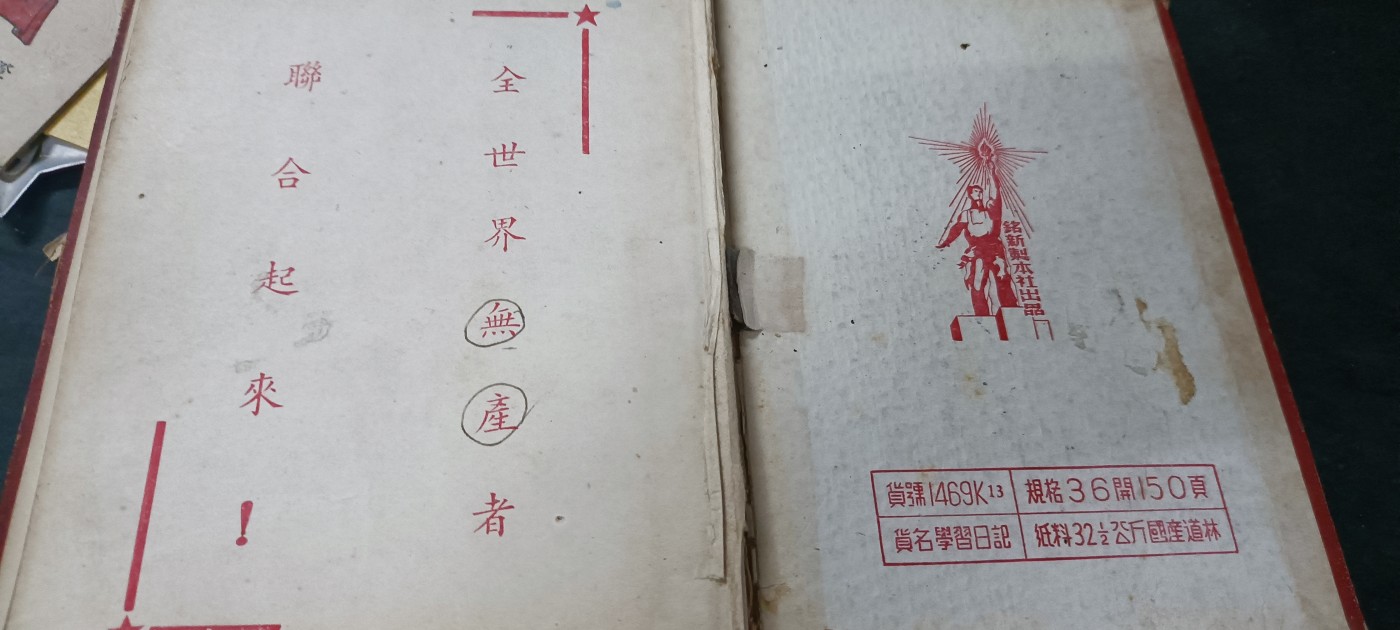 全世界無產者
聯合起來！
銘新製本社出品
貨號1469K13
規格36開150頁
貨名學習日記
紙料32½公斤國產道林